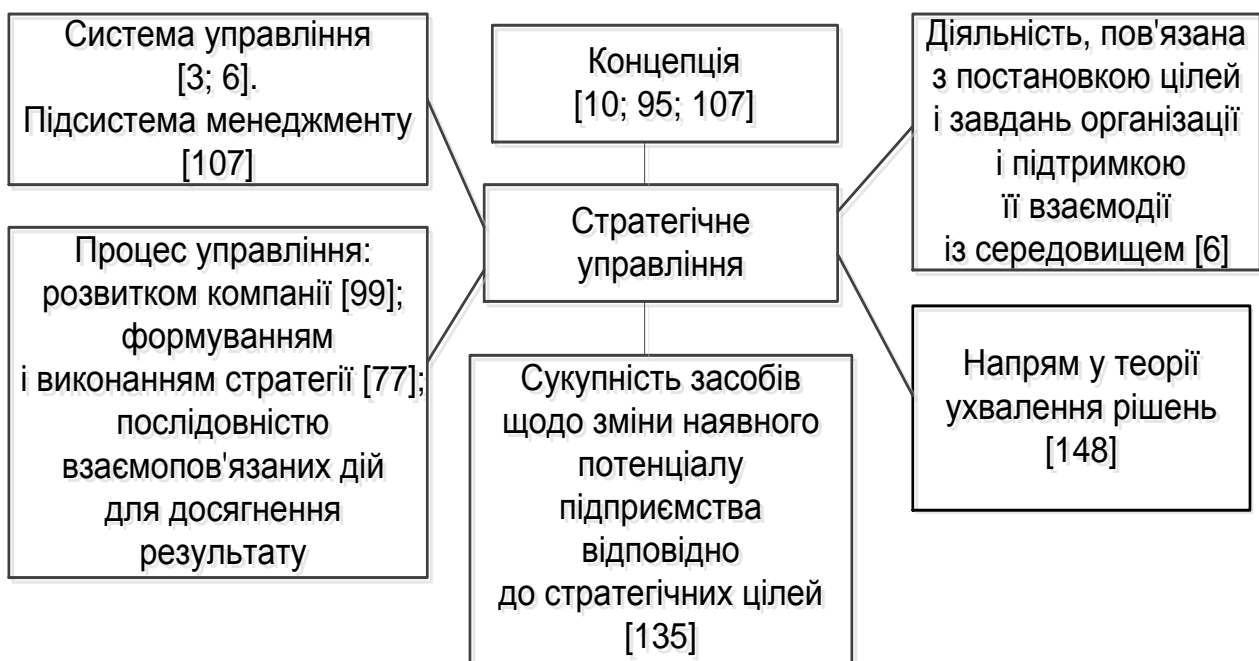 Система управління
[3; 6].
Підсистема менеджменту
[107]
Концепція
[10; 95; 107]
Діяльність, пов'язана
з постановкою цілей
і завдань організації
і підтримкою
її взаємодії
із середовищем [6]
Стратегічне
управління
Процес управління:
розвитком компанії [99];
формуванням
і виконанням стратегії [77];
послідовністю
взаємопов'язаних дій
для досягнення
результату
Сукупність засобів
щодо зміни наявного
потенціалу
підприємства
відповідно
до стратегічних цілей
[135]
Напрям у теорії
ухвалення рішень
[148]